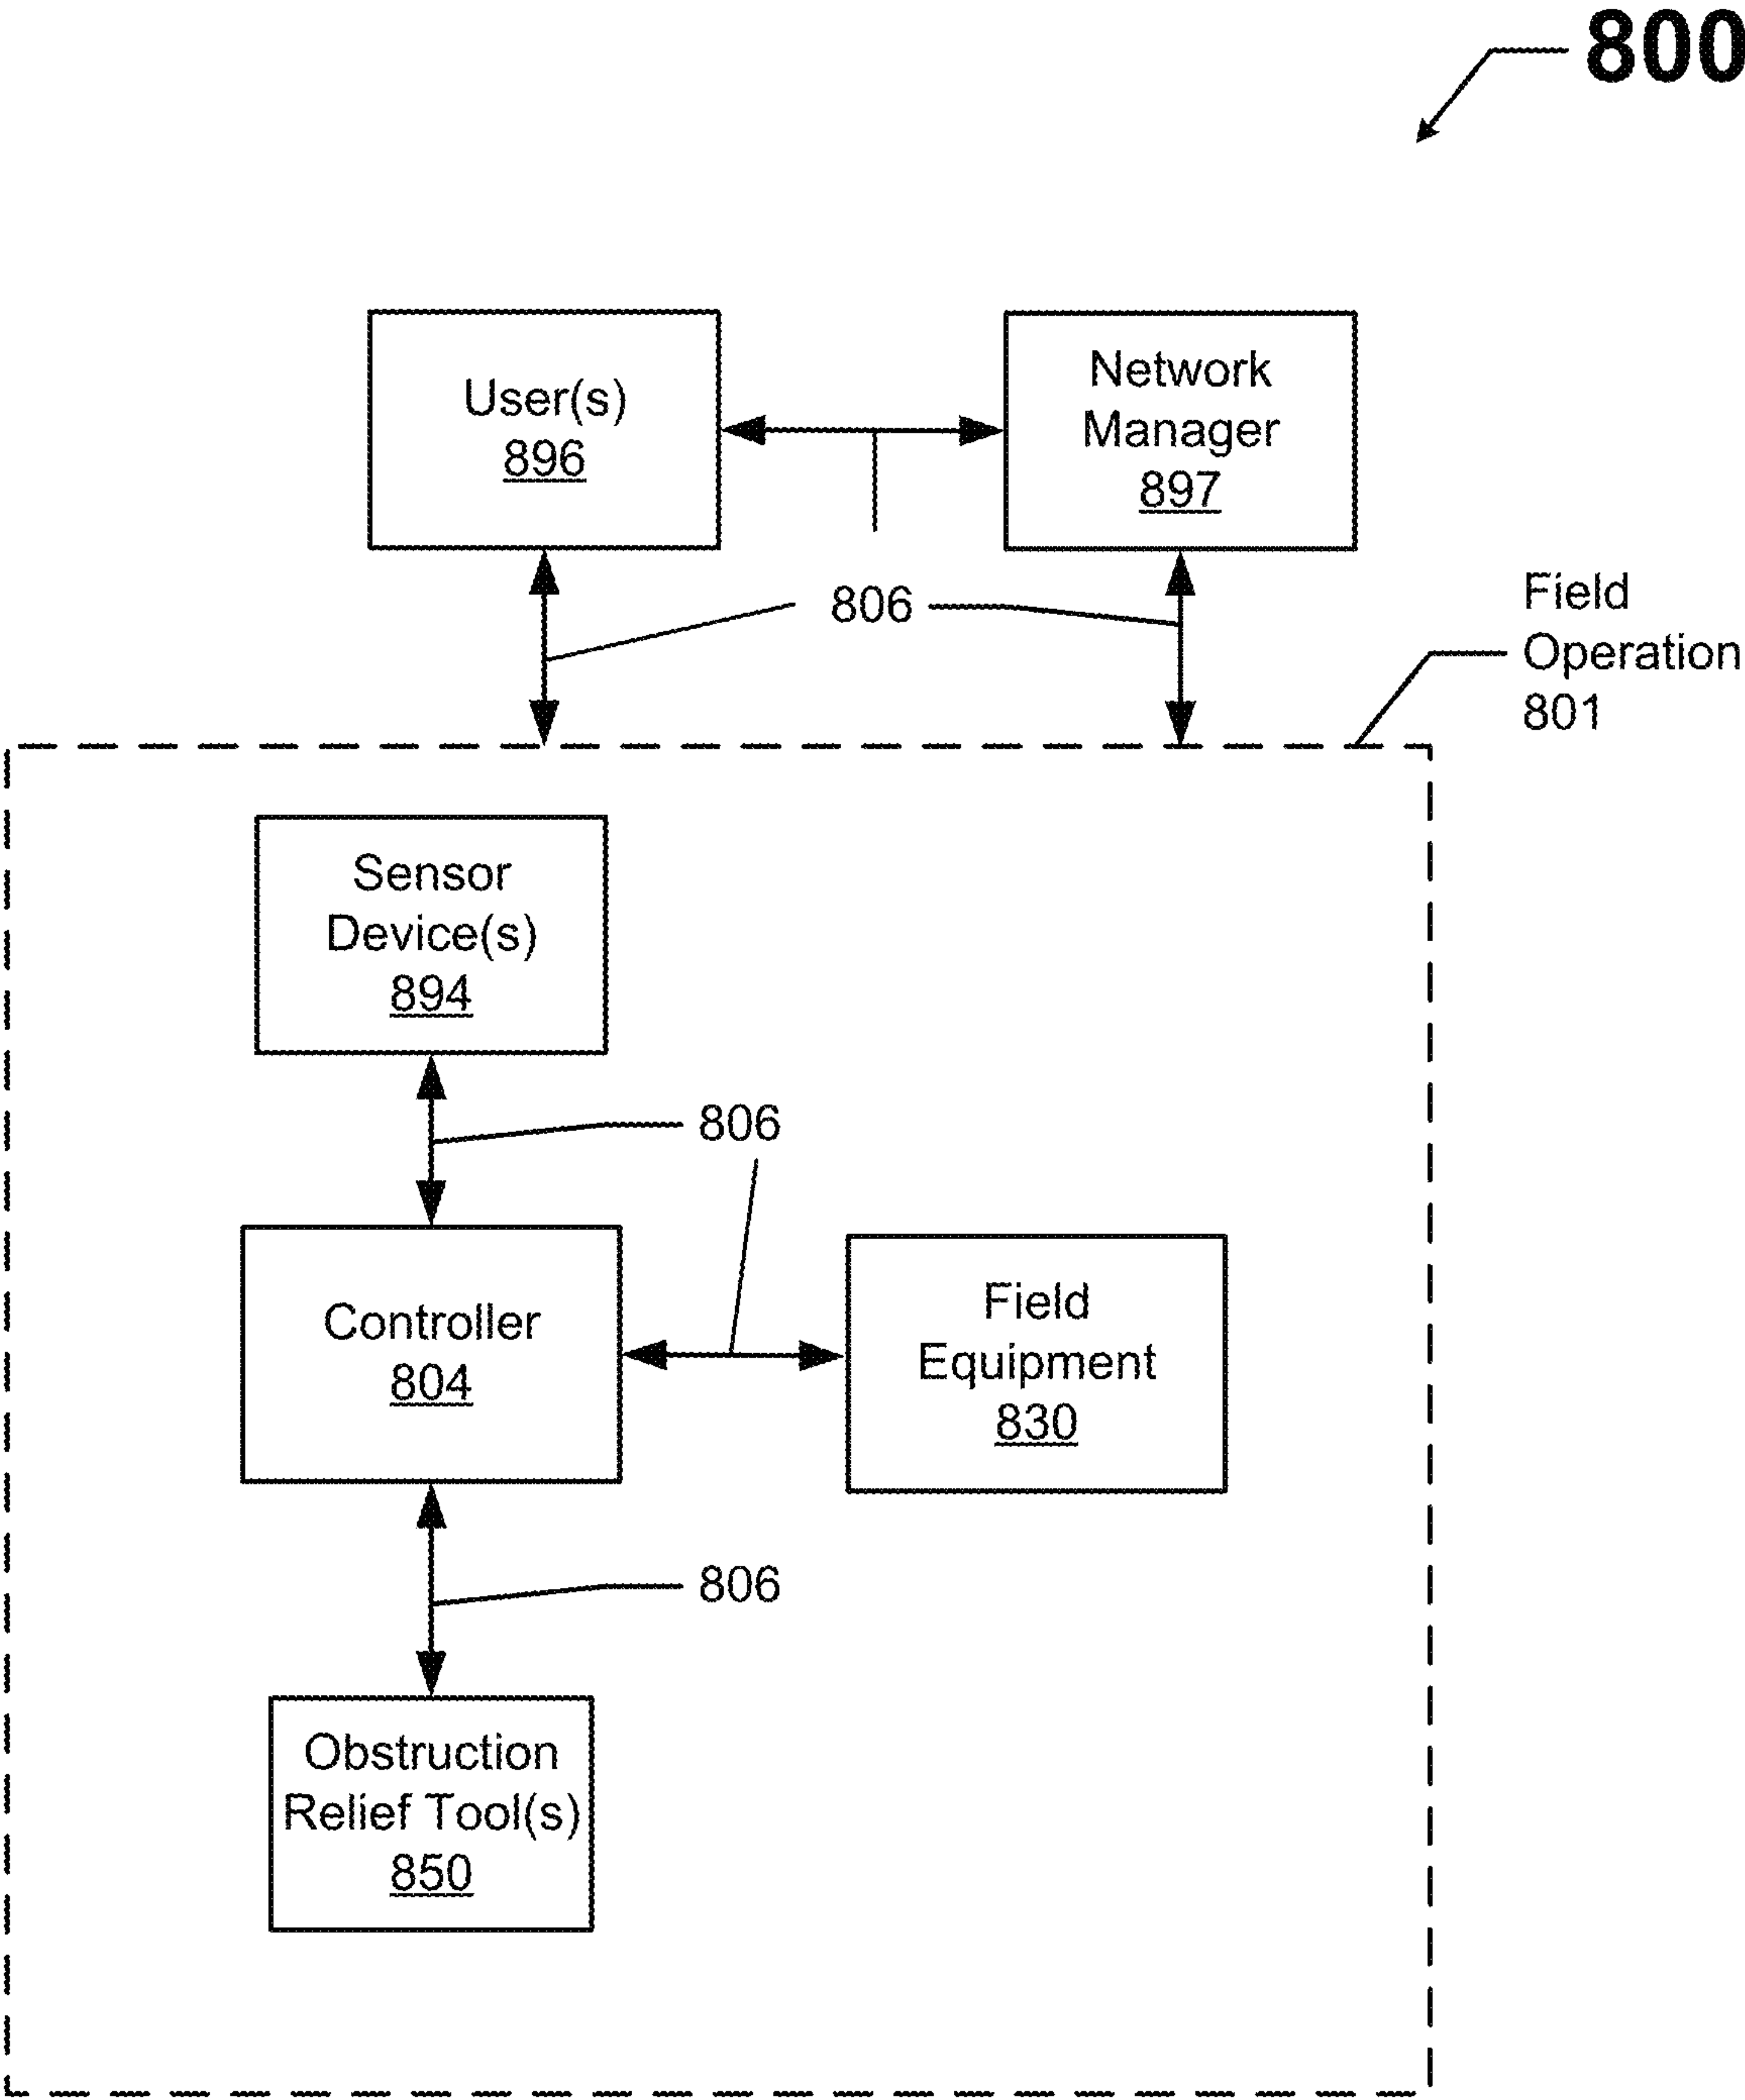 800
User(s)
896
Network
Manager
897
806
Field
Operation
801
Sensor
Device(s)
894
806
Controller
804
Field
Equipment
830
806
Obstruction
Relief Tool(s)
850